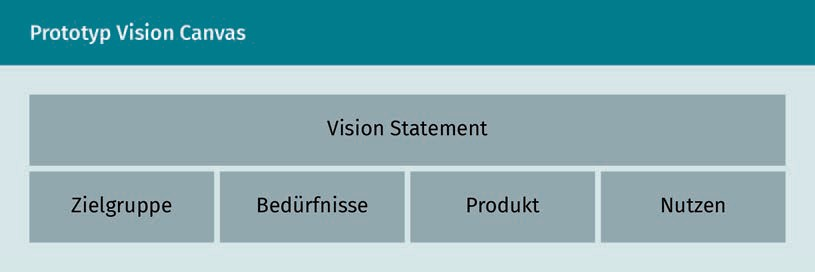 Prototyp Vision Canvas
Vision Statement
Zielgruppe
Bedürfnisse
Produkt
Nutzen